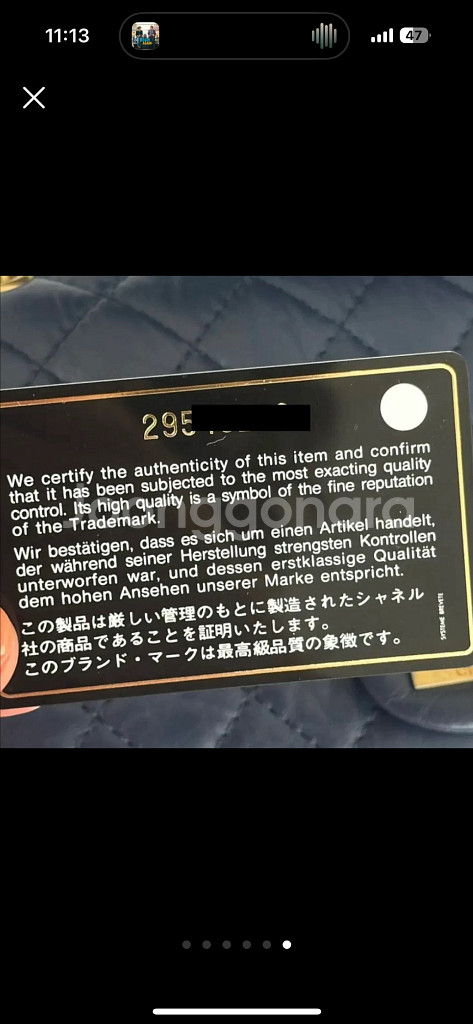 11:13
47
295
We certify the authenticity of this item and confirm
that it has been subjected to the most exacting quality
control. Its high quality is a symbol of the fine reputation
of the Trademark.
Wir bestätigen, dass es sich um einen Artikel handelt,
der während seiner Herstellung strengsten Kontrollen
unterworfen war, und dessen erstklassige Qualität
dem hohen Ansehen unserer Marke entspricht.
この製品は厳しい管理のもとに製造されたシャネル
社の商品であることを証明いたします。
このブランド・マークは最高級品質の象徴です。
SYSTEME BREVETE
Joonggonara